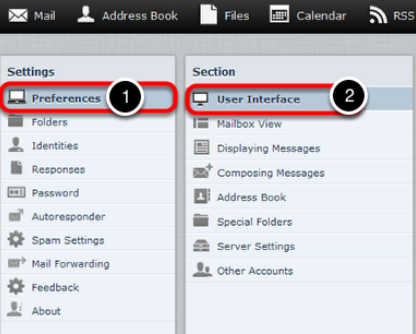 Mail Address Book Files Calendar RSS
Settings
Preferences 1
Folders
Identities
Responses
Password
Autoresponder
Spam Settings
Mail Forwarding
Feedback
About
Section
User Interface 2
Mailbox View
Displaying Messages
Composing Messages
Address Book
Special Folders
Server Settings
Other Accounts